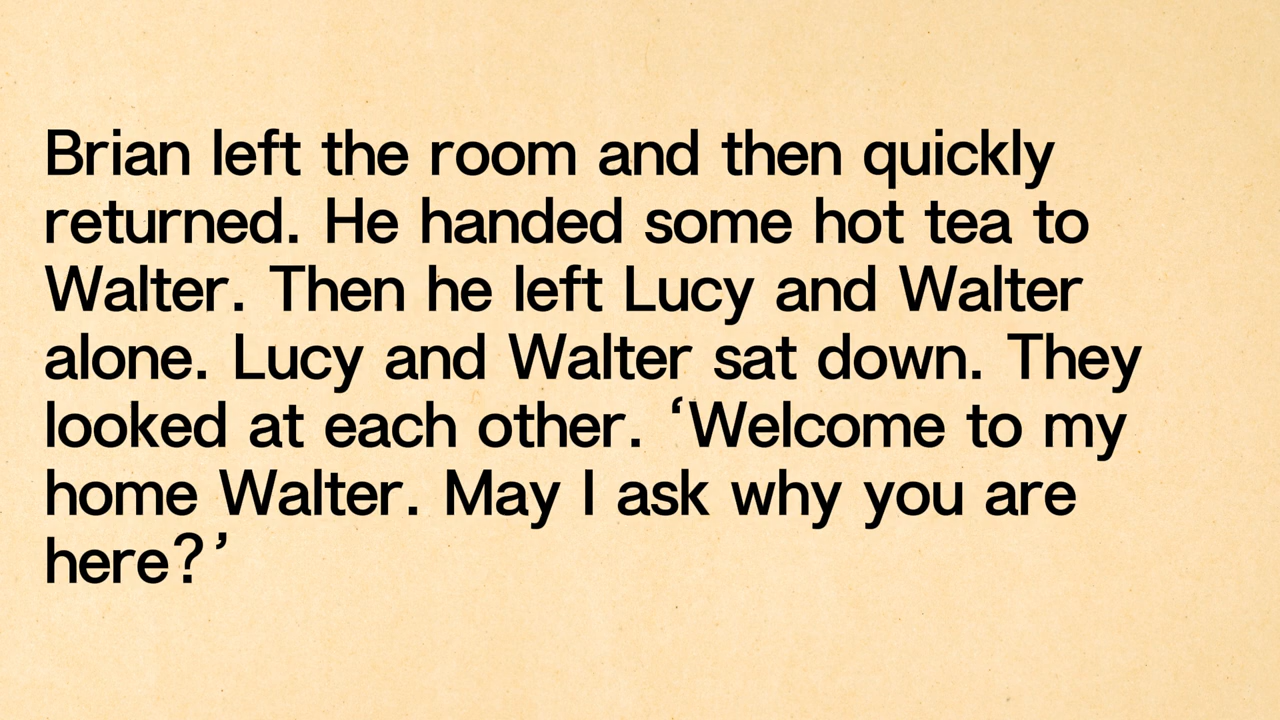 Brian left the room and then quickly
returned. He handed some hot tea to
Walter. Then he left Lucy and Walter
alone. Lucy and Walter sat down. They
looked at each other. ‘Welcome to my
home Walter. May I ask why you are
here?’